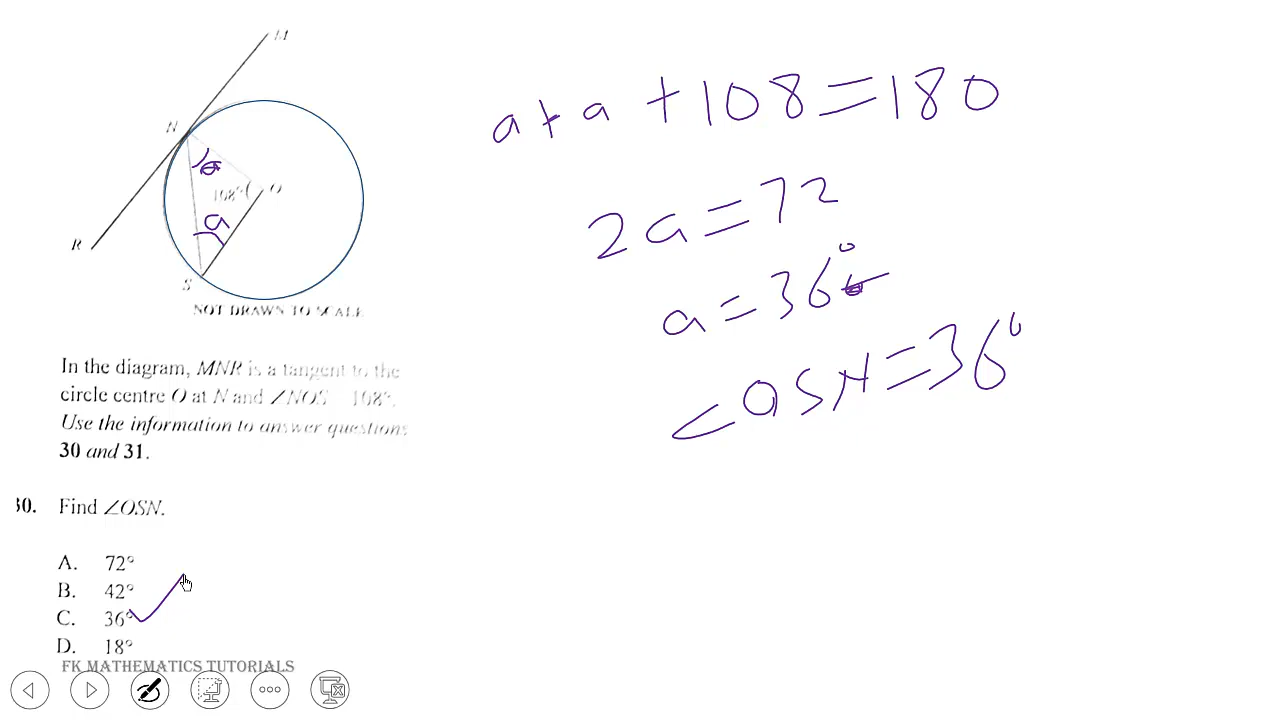 M
N
a
108°
O
a
R
S
NOT DRAWN TO SCALE
In the diagram, MNR is a tangent to the
circle centre O at N and ∠NOS 108°.
Use the information to answer questions
30 and 31.
30. Find ∠OSN.
A. 72°
B. 42°
C. 36°
D. 18°
FK MATHEMATICS TUTORIALS
a + a + 108 = 180
2a = 72
a = 36°
<OSN = 36°